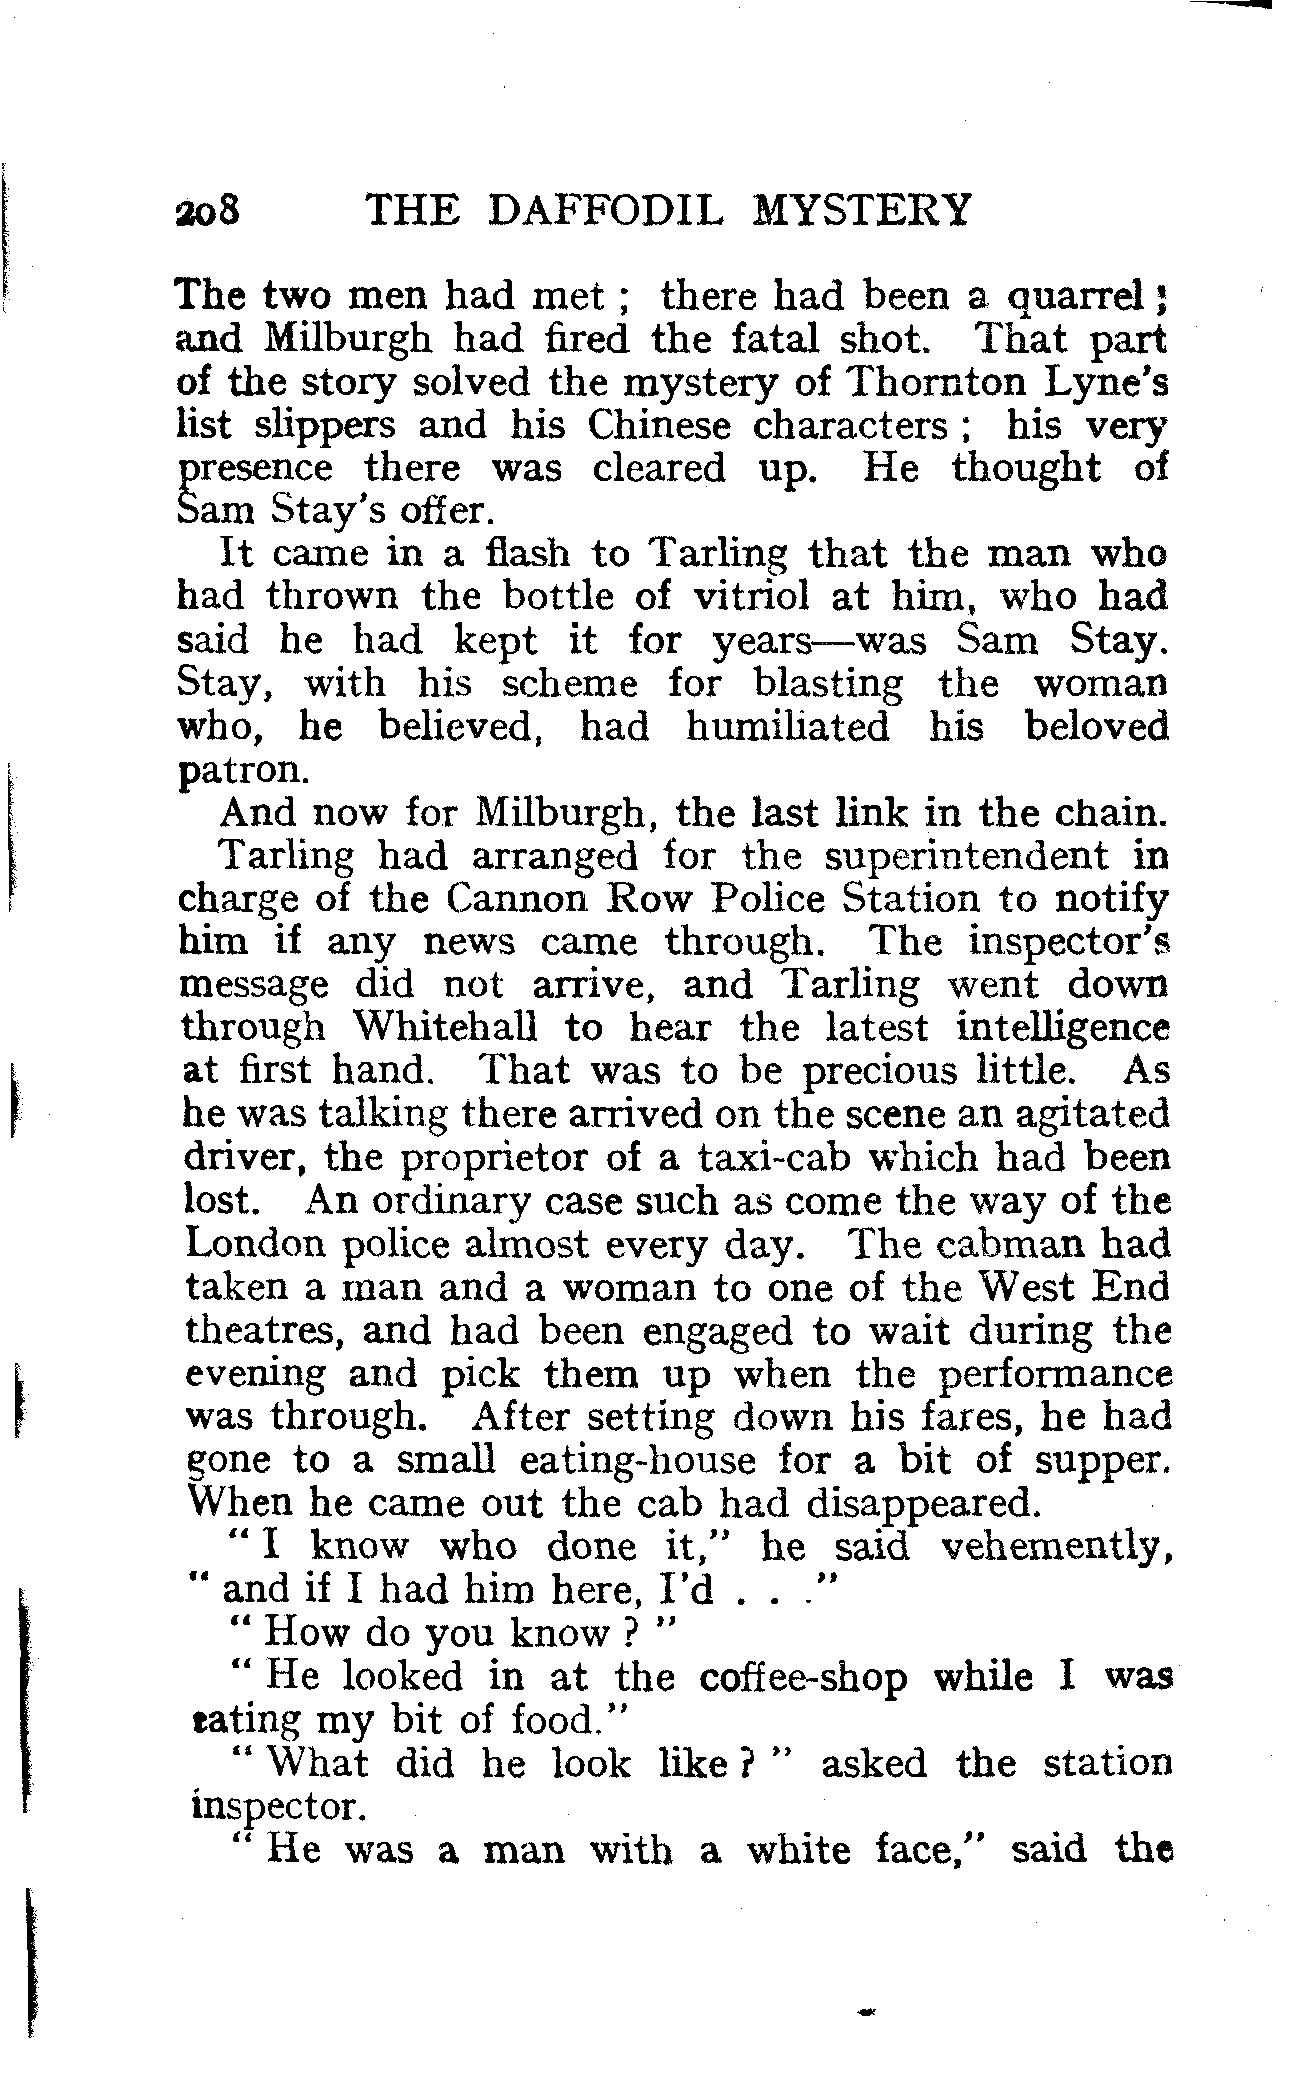 208 THE DAFFODIL MYSTERY
The two men had met ; there had been a quarrel ;
and Milburgh had fired the fatal shot. That part
of the story solved the mystery of Thornton Lyne's
list slippers and his Chinese characters ; his very
presence there was cleared up. He thought of
Sam Stay's offer.
It came in a flash to Tarling that the man who
had thrown the bottle of vitriol at him, who had
said he had kept it for years—was Sam Stay.
Stay, with his scheme for blasting the woman
who, he believed, had humiliated his beloved
patron.
And now for Milburgh, the last link in the chain.
Tarling had arranged for the superintendent in
charge of the Cannon Row Police Station to notify
him if any news came through. The inspector's
message did not arrive, and Tarling went down
through Whitehall to hear the latest intelligence
at first hand. That was to be precious little. As
he was talking there arrived on the scene an agitated
driver, the proprietor of a taxi-cab which had been
lost. An ordinary case such as come the way of the
London police almost every day. The cabman had
taken a man and a woman to one of the West End
theatres, and had been engaged to wait during the
evening and pick them up when the performance
was through. After setting down his fares, he had
gone to a small eating-house for a bit of supper.
When he came out the cab had disappeared.
“ I know who done it,” he said vehemently,
“ and if I had him here, I'd . . .”
“ How do you know ? ”
“ He looked in at the coffee-shop while I was
eating my bit of food.”
“ What did he look like ? ” asked the station
inspector.
“ He was a man with a white face,” said the